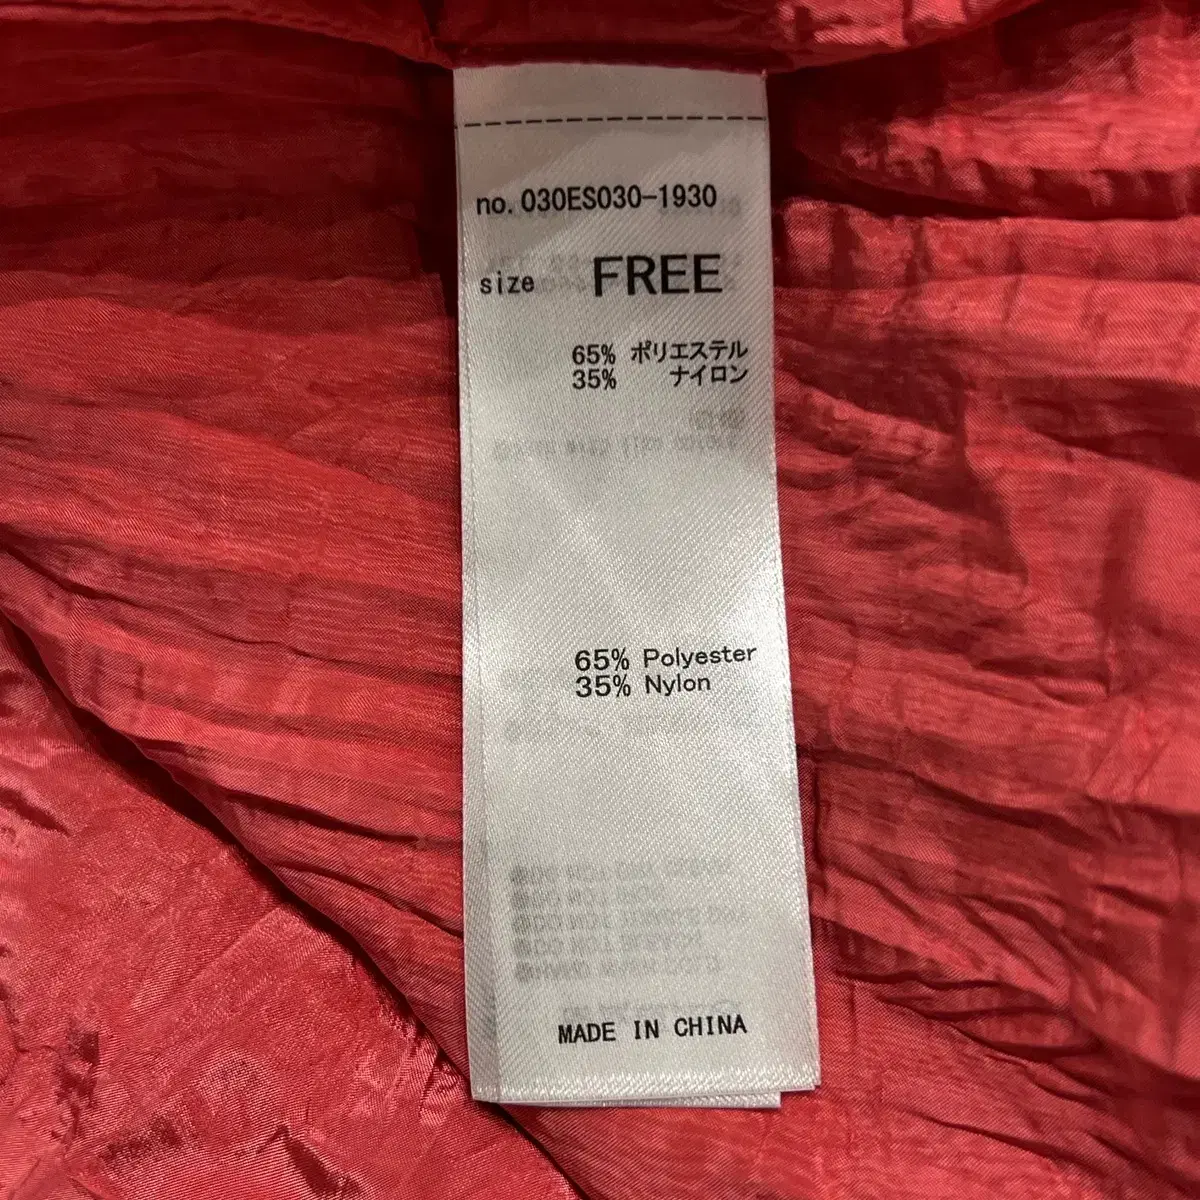 no. 030ES030-1930
size FREE
65% ポリエステル
35% ナイロン
65% Polyester
35% Nylon
MADE IN CHINA